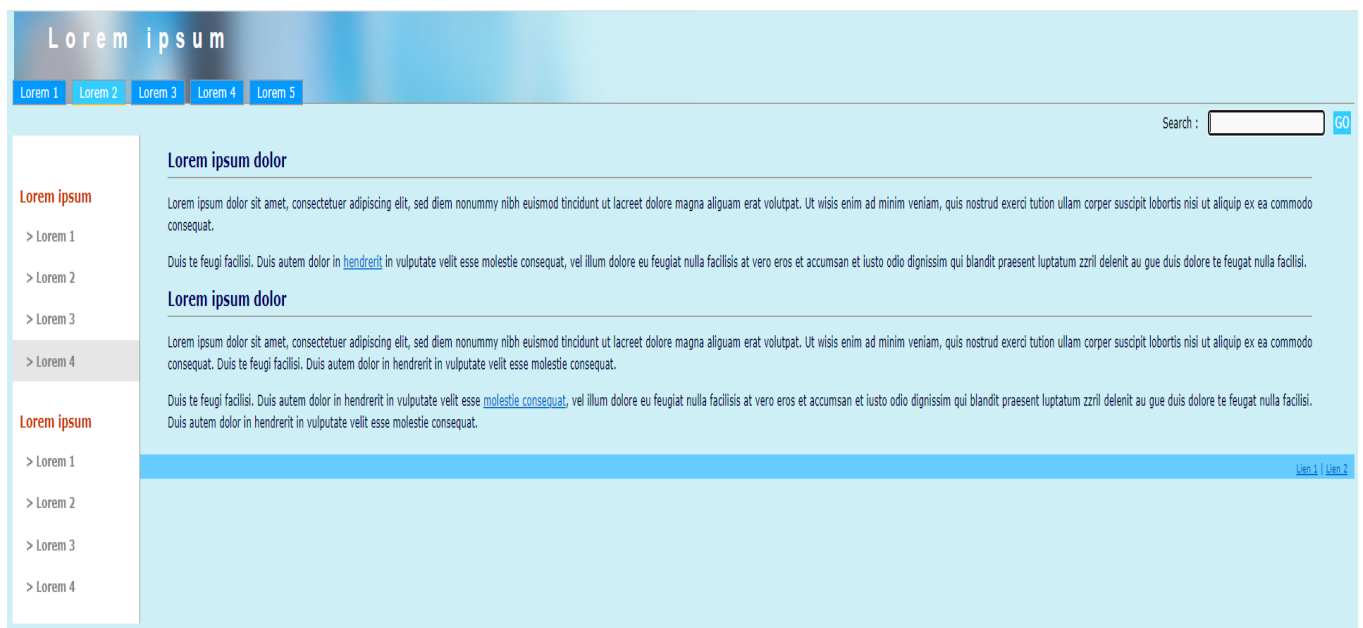 Lorem ipsum
Lorem 1 Lorem 2 Lorem 3 Lorem 4 Lorem 5
Search : GO
Lorem ipsum
> Lorem 1
> Lorem 2
> Lorem 3
> Lorem 4
Lorem ipsum
> Lorem 1
> Lorem 2
> Lorem 3
> Lorem 4
Lorem ipsum dolor
Lorem ipsum dolor sit amet, consectetuer adipiscing elit, sed diem nonummy nibh euismod tincidunt ut lacreet dolore magna aliguam erat volutpat. Ut wisis enim ad minim veniam, quis nostrud exerci tution ullam corper suscipit lobortis nisi ut aliquip ex ea commodo
consequat.
Duis te feugi facilisi. Duis autem dolor in hendrerit in vulputate velit esse molestie consequat, vel illum dolore eu feugiat nulla facilisis at vero eros et accumsan et iusto odio dignissim qui blandit praesent luptatum zzril delenit au gue duis dolore te feugat nulla facilisi.
Lorem ipsum dolor
Lorem ipsum dolor sit amet, consectetuer adipiscing elit, sed diem nonummy nibh euismod tincidunt ut lacreet dolore magna aliguam erat volutpat. Ut wisis enim ad minim veniam, quis nostrud exerci tution ullam corper suscipit lobortis nisi ut aliquip ex ea commodo
consequat. Duis te feugi facilisi. Duis autem dolor in hendrerit in vulputate velit esse molestie consequat.
Duis te feugi facilisi. Duis autem dolor in hendrerit in vulputate velit esse molestie consequat, vel illum dolore eu feugiat nulla facilisis at vero eros et accumsan et iusto odio dignissim qui blandit praesent luptatum zzril delenit au gue duis dolore te feugat nulla facilisi.
Duis autem dolor in hendrerit in vulputate velit esse molestie consequat.
Lien 1 | Lien 2